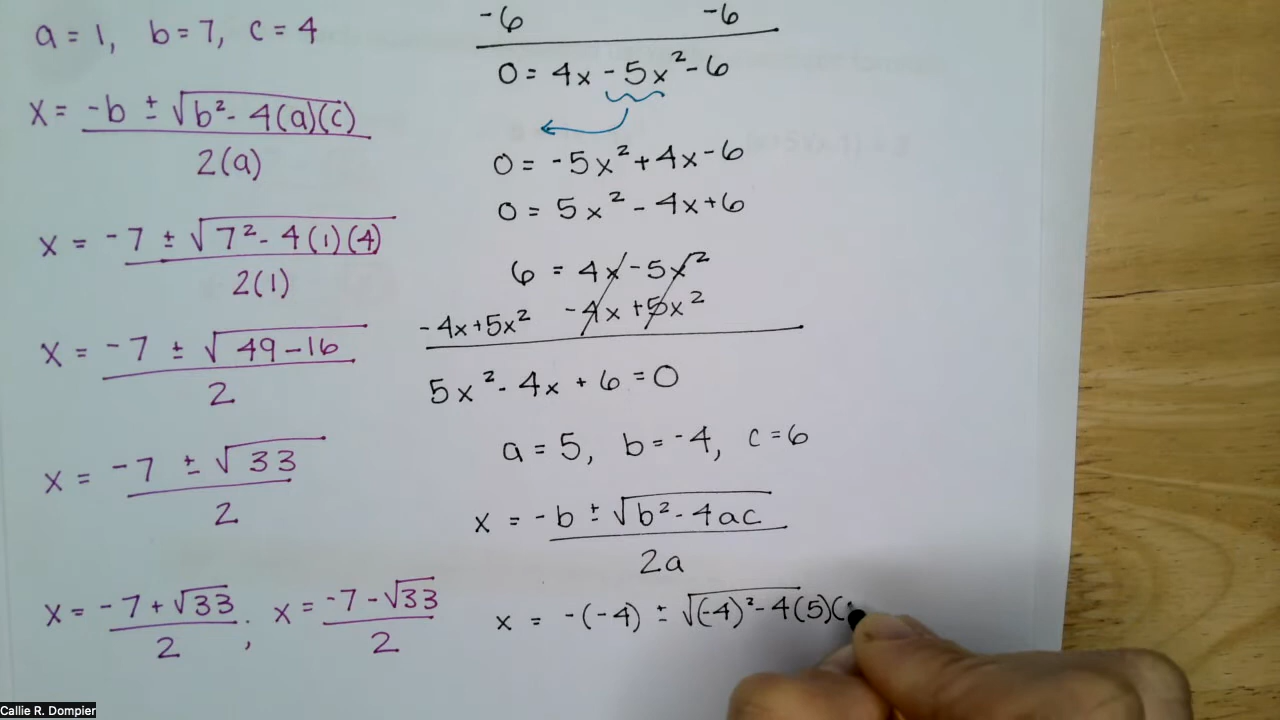 a = 1, b = 7, c = 4
x = -b ± √b² - 4(a)(c)
2(a)
x = -7 ± √7² - 4(1)(4)
2(1)
x = -7 ± √49-16
2
x = -7 ± √33
2
x = -7 + √33 ; x = -7 - √33
2 2
-6 -6
0 = 4x - 5x² - 6
0 = -5x² + 4x - 6
0 = 5x² - 4x + 6
6 = 4x - 5x²
-4x + 5x² -4x + 5x²
5x² - 4x + 6 = 0
a = 5, b = -4, c = 6
x = -b ± √b² - 4ac
2a
x = -(-4) ± √(-4)² - 4(5)(
Callie R. Dompier